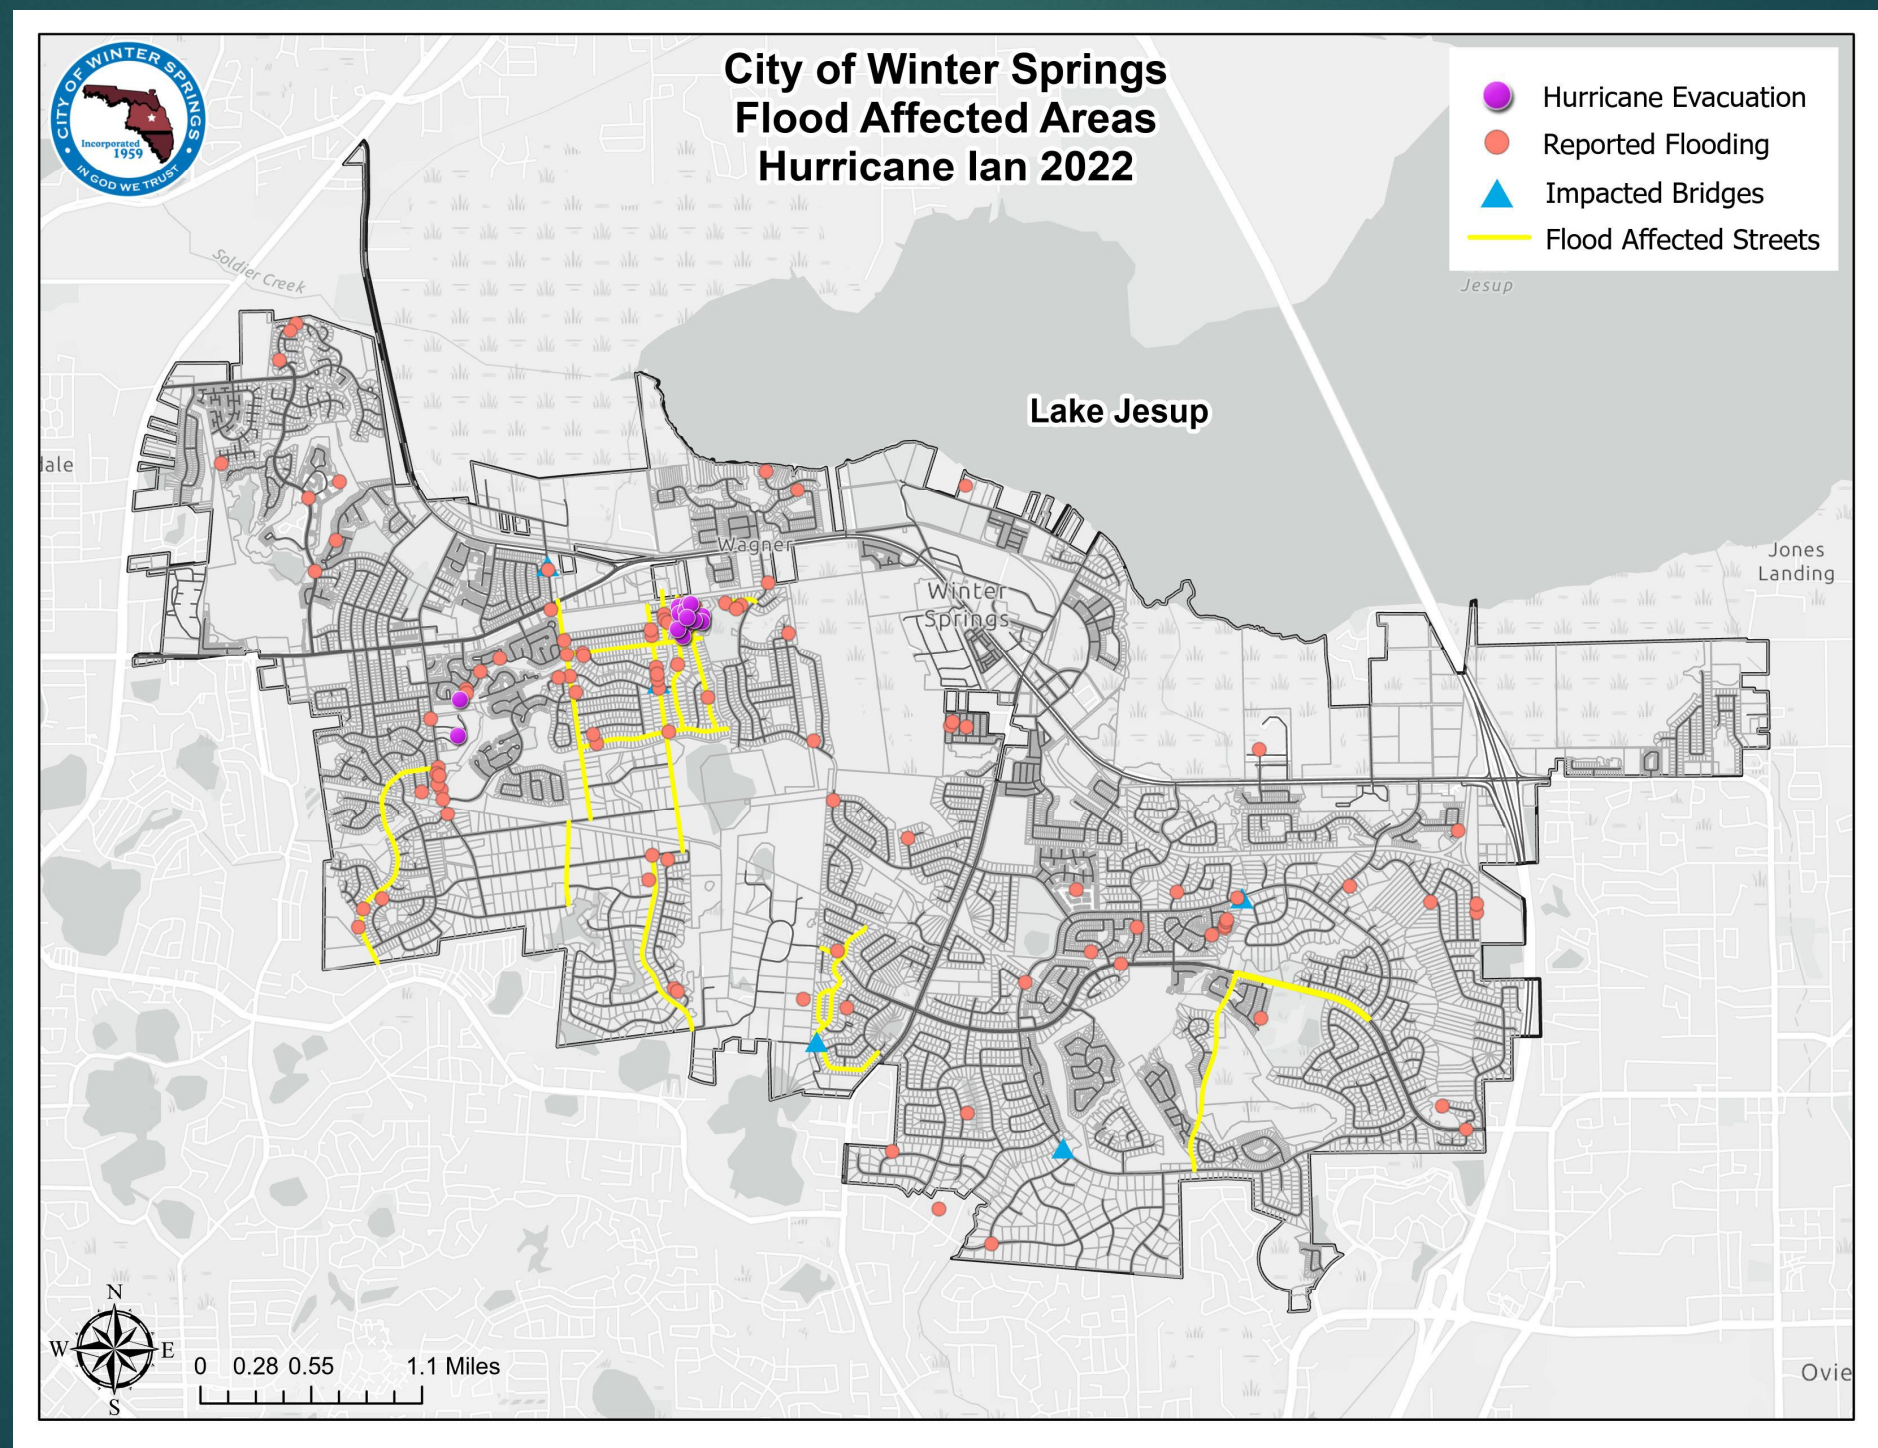 CITY OF WINTER SPRINGS
Incorporated
1959
IN GOD WE TRUST
City of Winter Springs
Flood Affected Areas
Hurricane Ian 2022
Hurricane Evacuation
Reported Flooding
Impacted Bridges
Flood Affected Streets
Soldier Creek
Jesup
Lake Jesup
dale
Wagner
Jones
Landing
Winter
Springs
N
W
E
S
0 0.28 0.55 1.1 Miles
Ovie